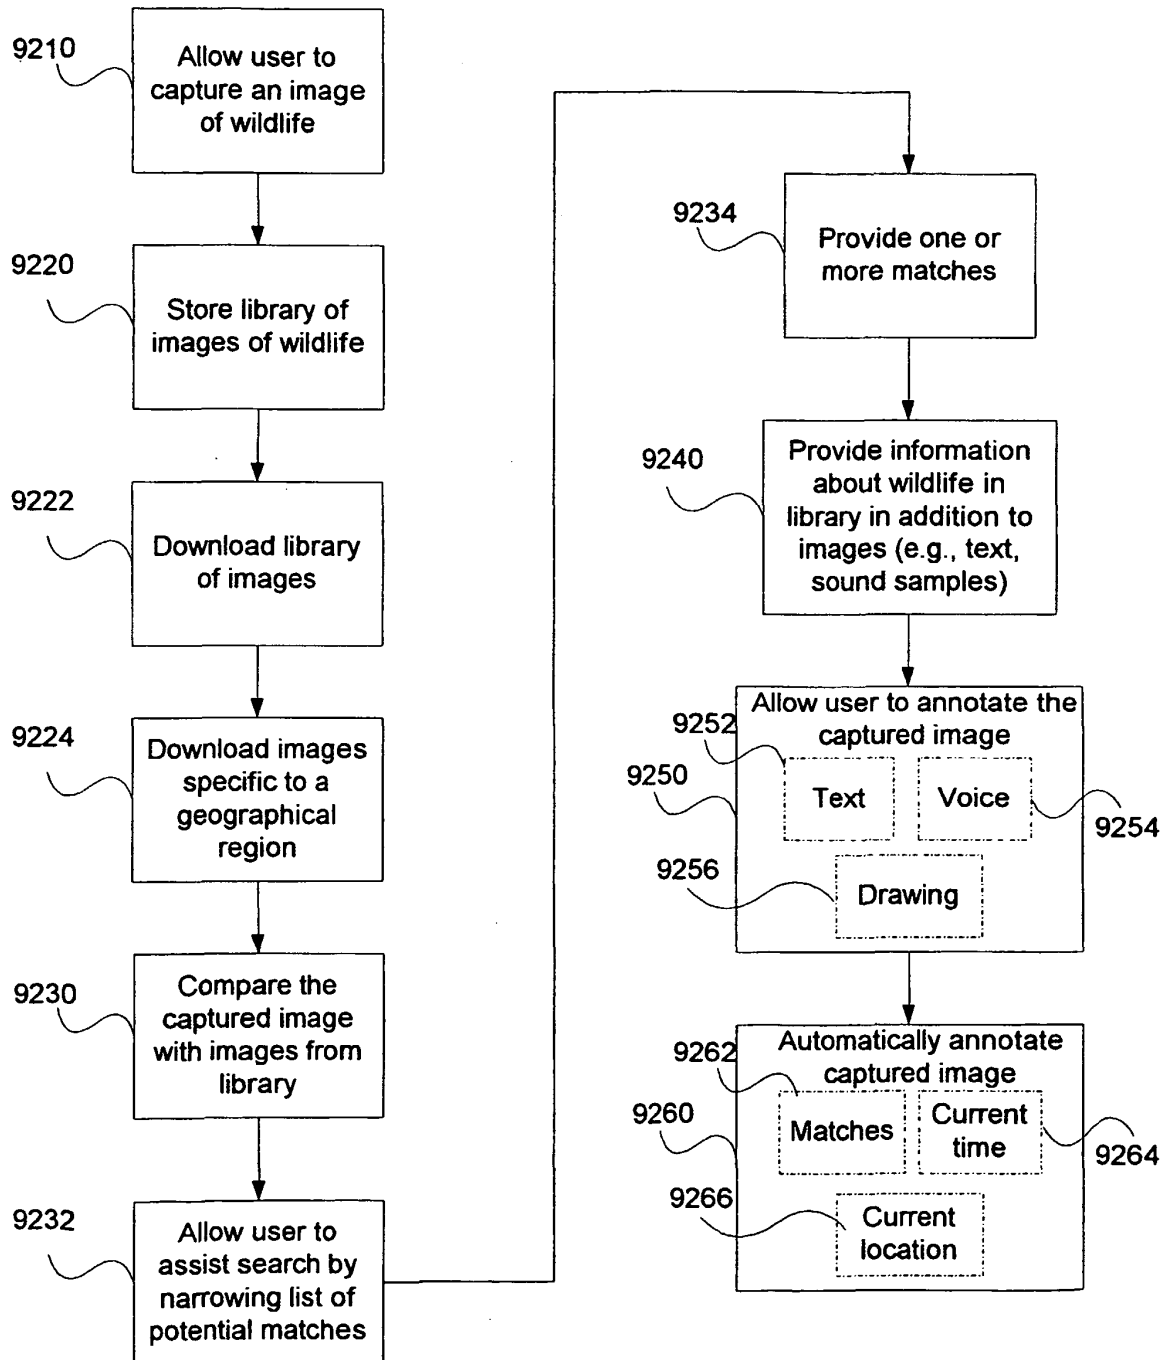 9210
Allow user to
capture an image
of wildlife
9220
Store library of
images of wildlife
9222
Download library
of images
9224
Download images
specific to a
geographical
region
9230
Compare the
captured image
with images from
library
9232
Allow user to
assist search by
narrowing list of
potential matches
9234
Provide one or
more matches
9240
Provide information
about wildlife in
library in addition to
images (e.g., text,
sound samples)
9250
Allow user to annotate the
captured image
9252
Text
Voice
9254
9256
Drawing
9260
Automatically annotate
captured image
9262
Matches
Current
time
9264
9266
Current
location